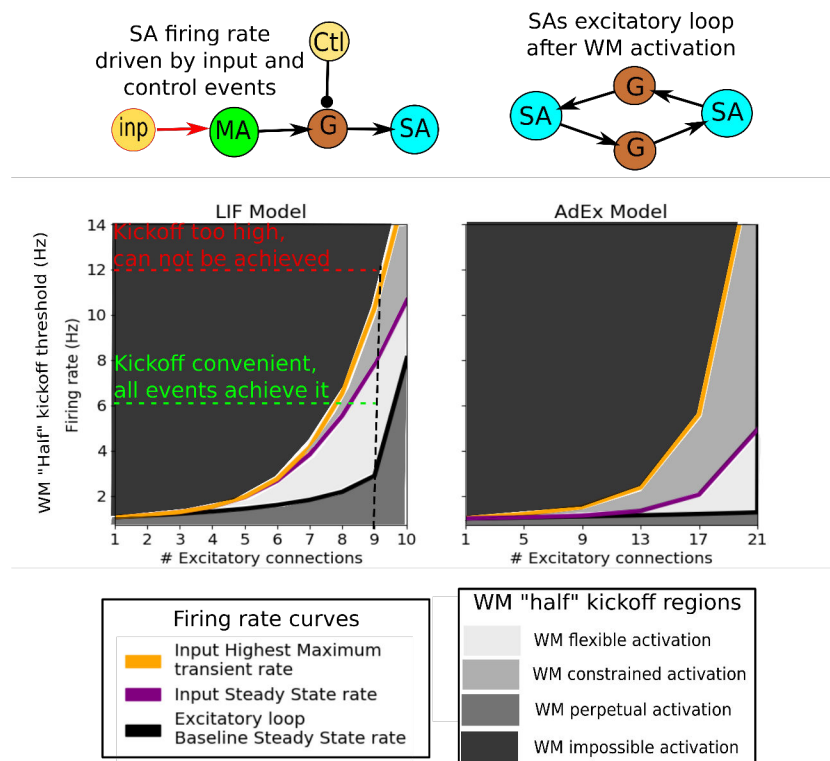 SA firing rate
driven by input and
control events
Ctl
inp
MA
G
SA
SAs excitatory loop
after WM activation
G
SA
SA
G
LIF Model
AdEx Model
WM "Half" kickoff threshold (Hz)
Firing rate (Hz)
14
12
10
8
6
4
2
Kickoff too high,
can not be achieved
Kickoff convenient,
all events achieve it
1 2 3 4 5 6 7 8 9 10
# Excitatory connections
1 5 9 13 17 21
# Excitatory connections
Firing rate curves
Input Highest Maximum
transient rate
Input Steady State rate
Excitatory loop
Baseline Steady State rate
WM "half" kickoff regions
WM flexible activation
WM constrained activation
WM perpetual activation
WM impossible activation